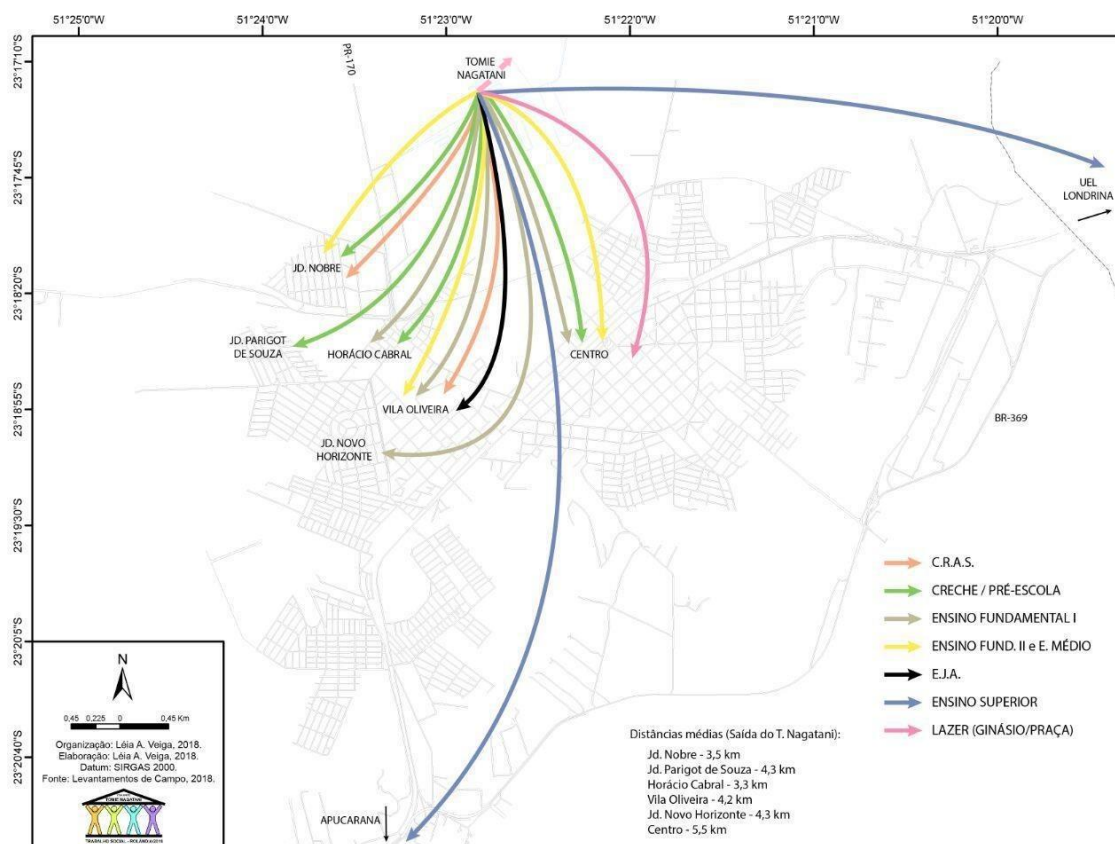 51°25'0"W
51°24'0"W
51°23'0"W
51°22'0"W
51°21'0"W
51°20'0"W
23°17'10"S
23°17'45"S
23°18'20"S
23°18'55"S
23°19'30"S
23°20'5"S
23°20'40"S
PR-170
TOMIE
NAGATANI
UEL
LONDRINA
JD. NOBRE
JD. PARIGOT
DE SOUZA
HORÁCIO CABRAL
CENTRO
VILA OLIVEIRA
JD. NOVO
HORIZONTE
BR-369
C.R.A.S.
CRECHE / PRÉ-ESCOLA
ENSINO FUNDAMENTAL I
ENSINO FUND. II e E. MÉDIO
E.J.A.
ENSINO SUPERIOR
LAZER (GINÁSIO/PRAÇA)
N
0,45 0,225 0 0,45 Km
Organização: Léia A. Veiga, 2018.
Elaboração: Léia A. Veiga, 2018.
Datum: SIRGAS 2000.
Fonte: Levantamentos de Campo, 2018.
TOMIE NAGATANI
APUCARANA
Distâncias médias (Saída do T. Nagatani):
Jd. Nobre - 3,5 km
Jd. Parigot de Souza - 4,3 km
Horácio Cabral - 3,3 km
Vila Oliveira - 4,2 km
Jd. Novo Horizonte - 4,3 km
Centro - 5,5 km